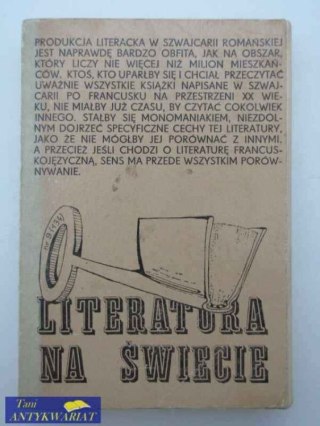 PRODUKCJA LITERACKA W SZWAJCARII ROMAŃSKIEJ
JEST NAPRAWDĘ BARDZO OBFITA, JAK NA OBSZAR,
KTÓRY LICZY NIE WIĘCEJ NIŻ MILION MIESZKAŃ-
CÓW. KTOŚ, KTO UPARŁBY SIĘ I CHCIAŁ PRZECZYTAĆ
UWAŻNIE WSZYSTKIE KSIĄŻKI NAPISANE W SZWAJ-
CARII PO FRANCUSKU NA PRZESTRZENI XX WIE-
KU, NIE MIAŁBY JUŻ CZASU, BY CZYTAĆ COKOLWIEK
INNEGO. STAŁBY SIĘ MONOMANIAKIEM, NIEZDOL-
NYM DOJRZEĆ SPECYFICZNE CECHY TEJ LITERATURY,
JAKO ŻE NIE MÓGŁBY JEJ PORÓWNAĆ Z INNYMI.
A PRZECIEŻ JEŚLI CHODZI O LITERATURĘ FRANCUS-
KOJĘZYCZNĄ, SENS MA PRZEDE WSZYSTKIM PORÓW-
NYWANIE.
LITERATURA
NA ŚWIECIE
Tani
ANTYKWARIAT